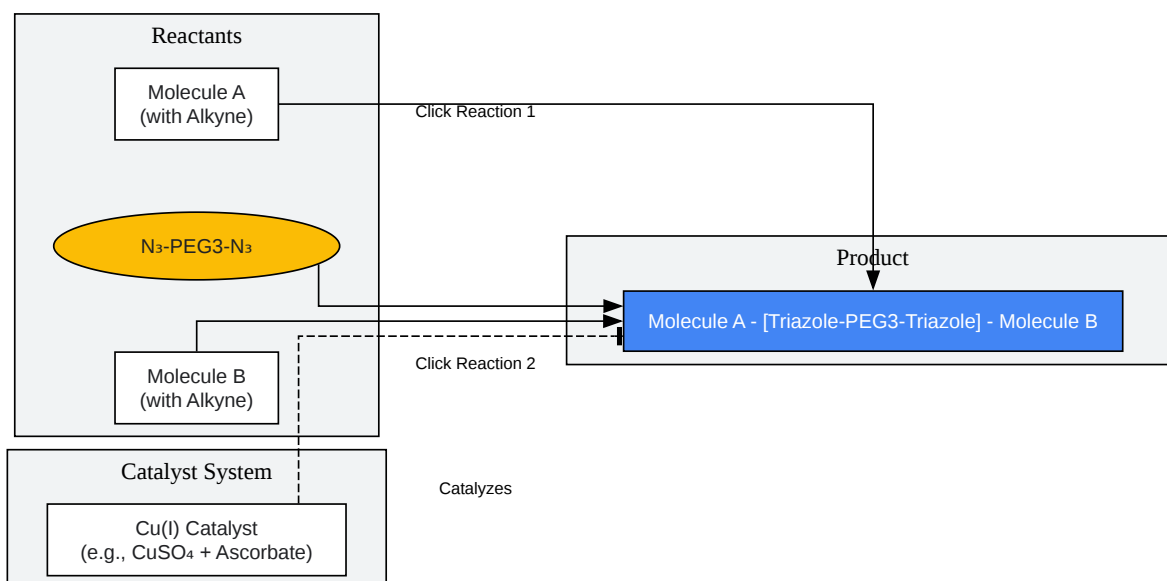 Reactants
Molecule A
(with Alkyne)
Click Reaction 1
N₃-PEG3-N₃
Product
Molecule A - [Triazole-PEG3-Triazole] - Molecule B
Click Reaction 2
Molecule B
(with Alkyne)
Catalyst System
Catalyzes
Cu(I) Catalyst
(e.g., CuSO₄ + Ascorbate)